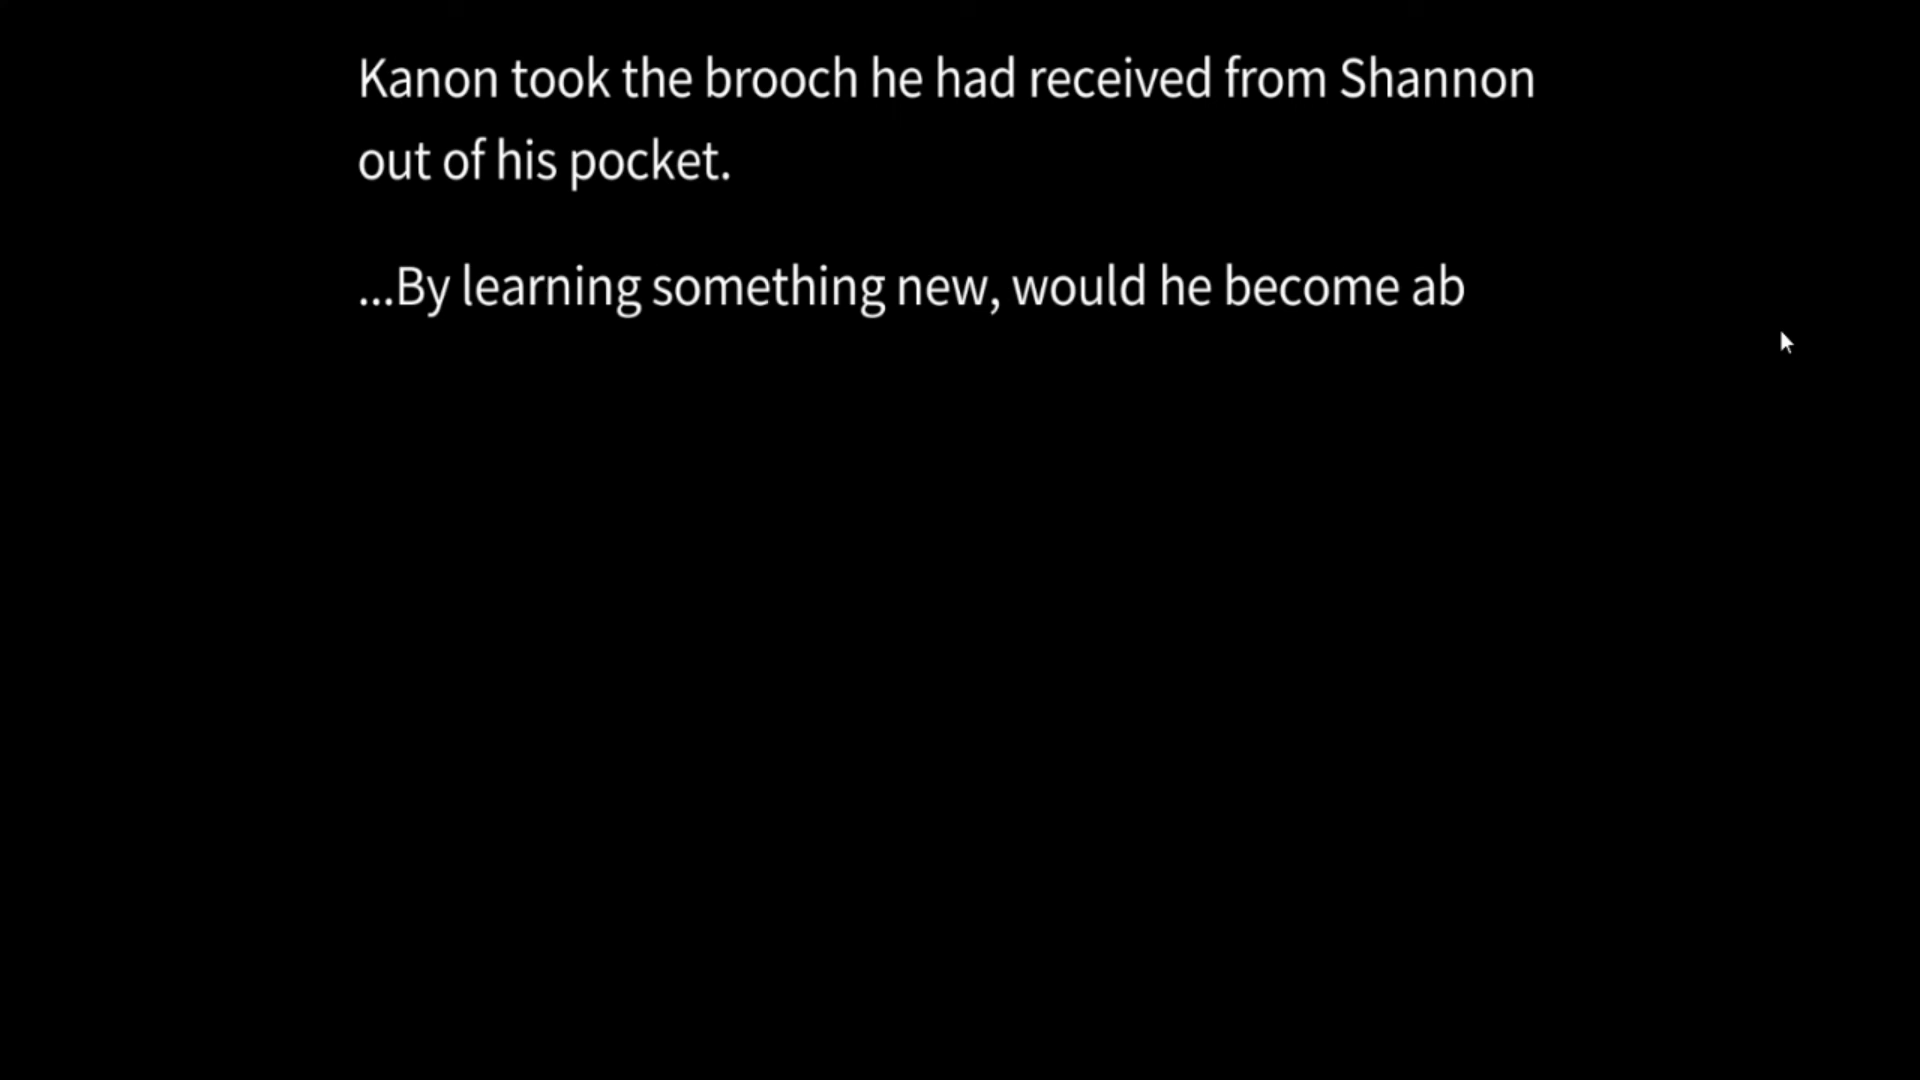 Kanon took the brooch he had received from Shannon
out of his pocket.
...By learning something new, would he become ab